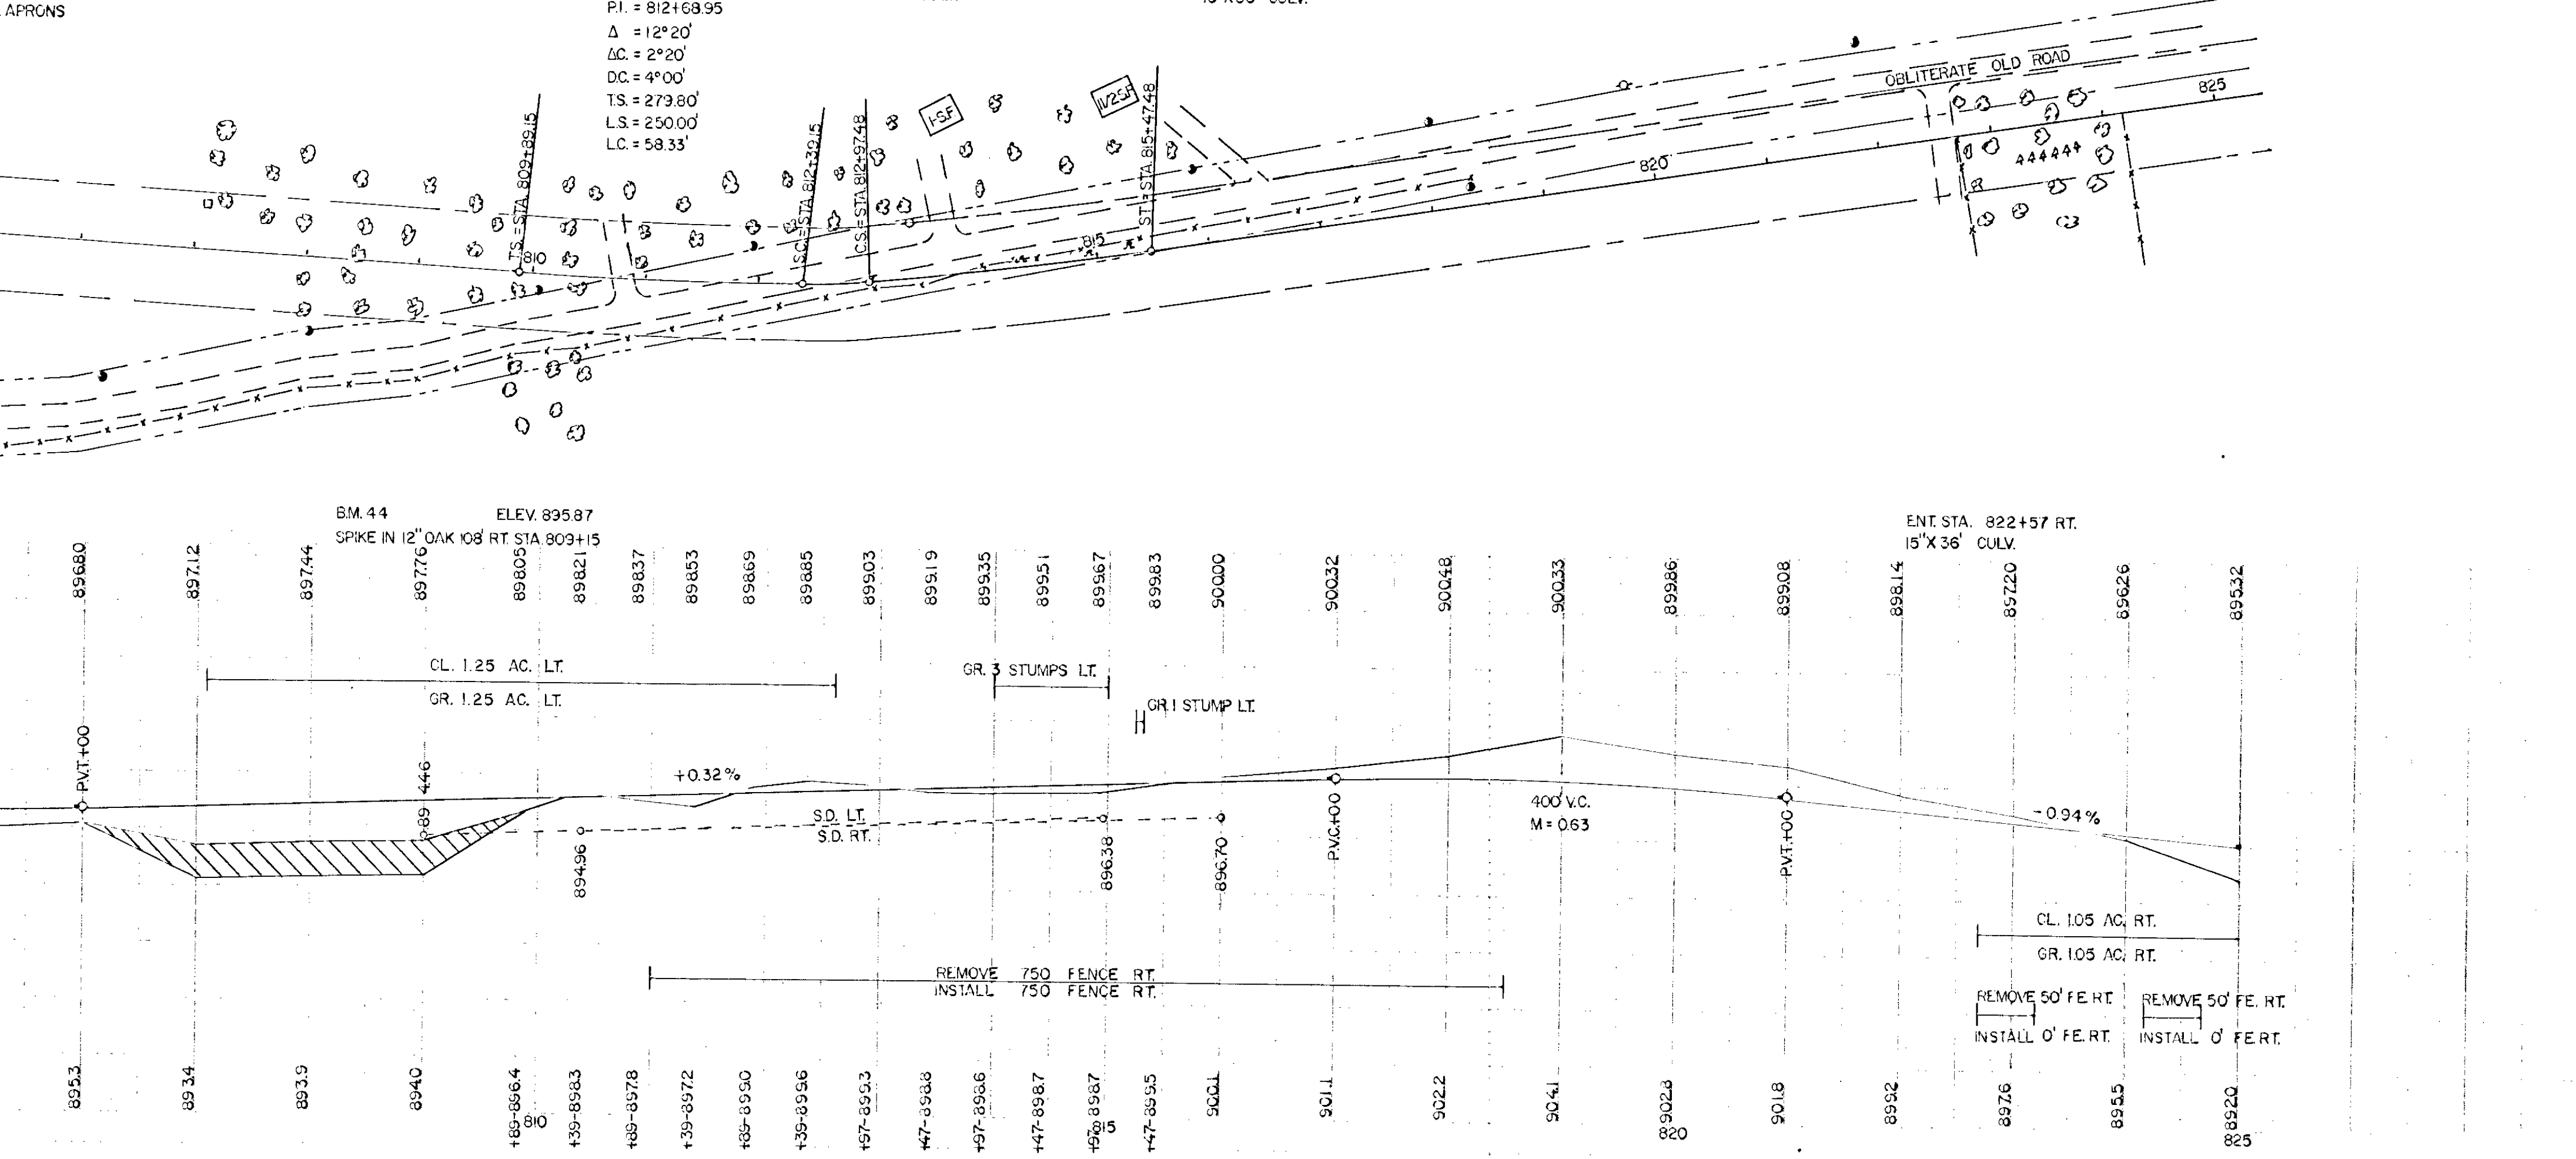 APRONS
P.I. = 812+68.95
Δ = 12°20'
ΔC. = 2°20'
D.C. = 4°00'
T.S. = 279.80'
L.S. = 250.00'
L.C. = 58.33'
T.S. = STA. 809+89.15
S.C. = STA. 812+39.15
C.S. = STA. 812+97.48
1-S.F.
1 1/2 S.F.
S.T. = STA. 815+47.48
OBLITERATE OLD ROAD
810
815
820
825
B.M. 44 ELEV. 895.87
SPIKE IN 12" OAK 108' RT. STA. 809+15
ENT. STA. 822+57 RT.
15" X 36' CULV.
896.80
897.12
897.44
897.76
898.05
898.21
898.37
898.53
898.69
898.85
899.03
899.19
899.35
899.51
899.67
899.83
900.00
900.32
900.48
900.33
899.86
899.08
898.14
897.20
896.26
895.32
CL. 1.25 AC. LT.
GR. 1.25 AC. LT.
GR. 3 STUMPS LT.
GR. 1 STUMP LT.
P.V.T. +00
+0.32%
S.D. LT.
S.D. RT.
894.96
896.38
896.70
P.V.C. +00
400' V.C.
M = 0.63
P.V.T. +00
-0.94%
CL. 1.05 AC. RT.
GR. 1.05 AC. RT.
REMOVE 750 FENCE RT.
INSTALL 750 FENCE RT.
REMOVE 50' FE. RT.
INSTALL 0' FE. RT.
REMOVE 50' FE. RT.
INSTALL 0' FE. RT.
895.3
893.4
893.9
894.0
+89-896.4
+39-898.3
+89-897.8
+39-897.2
+89-899.0
+39-899.6
+97-899.3
+47-898.8
+97-898.6
+47-898.7
+97-898.7
+47-899.5
900.1
901.1
902.2
904.1
902.8
901.8
899.2
897.6
895.5
892.0
810
815
820
825